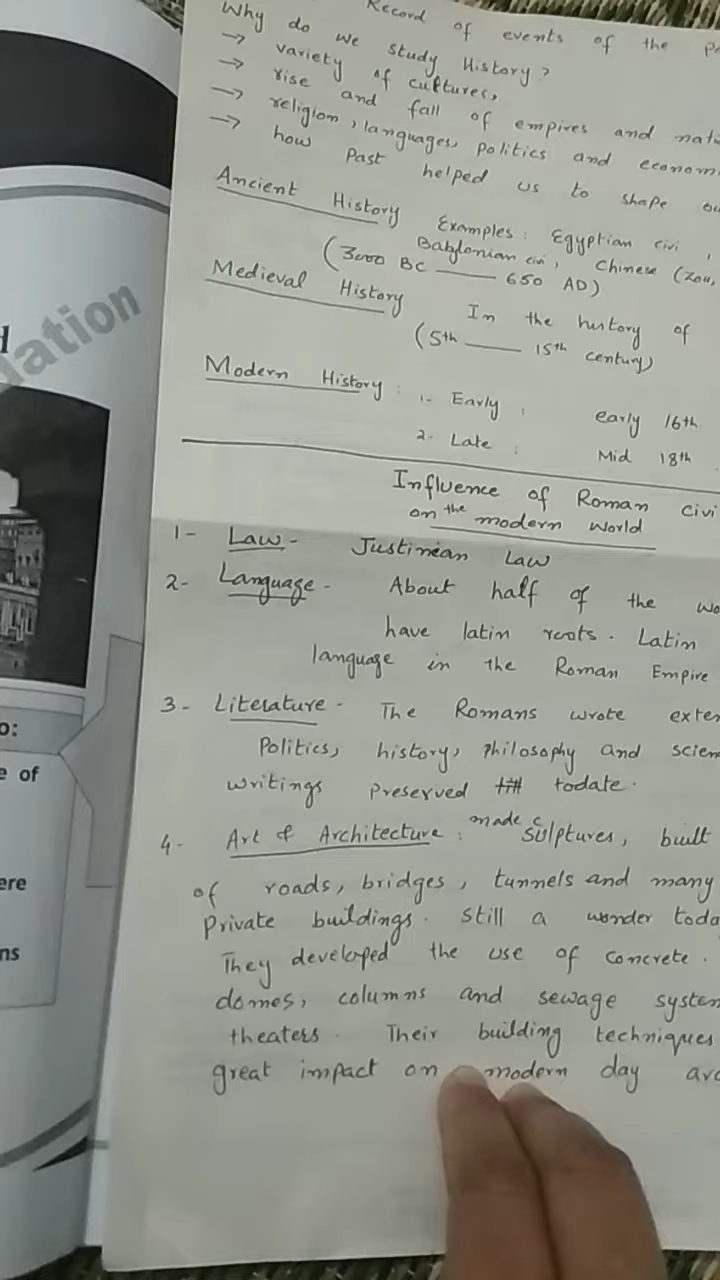 Record of events of the
Why do we study History?
→ variety of cultures,
→ rise and fall of empires and
→ religion, languages, politics and
→ how past helped us to shape
Ancient History Examples: Egyptian civi,
Babylonian civi, Chinese (Zou,
(3000 BC —— 650 AD)
Medieval History In the history of
(5th —— 15th century)
Modern History: 1- Early : early 16th
2- Late : Mid 18th
Influence of Roman civi
on the modern World
1- Law- Justinean Law
2- Language- About half of the
have latin roots. Latin
language in the Roman Empire
3- Literature- The Romans wrote
Politics, history, philosophy and
writings preserved todate.
4- Art & Architecture: made sculptures, built
of roads, bridges, tunnels and many
Private buildings. Still a wonder
They developed the use of concrete.
domes, columns and sewage
theaters. Their building techniques
great impact on modern day
dation
o:
e of
ere
ns